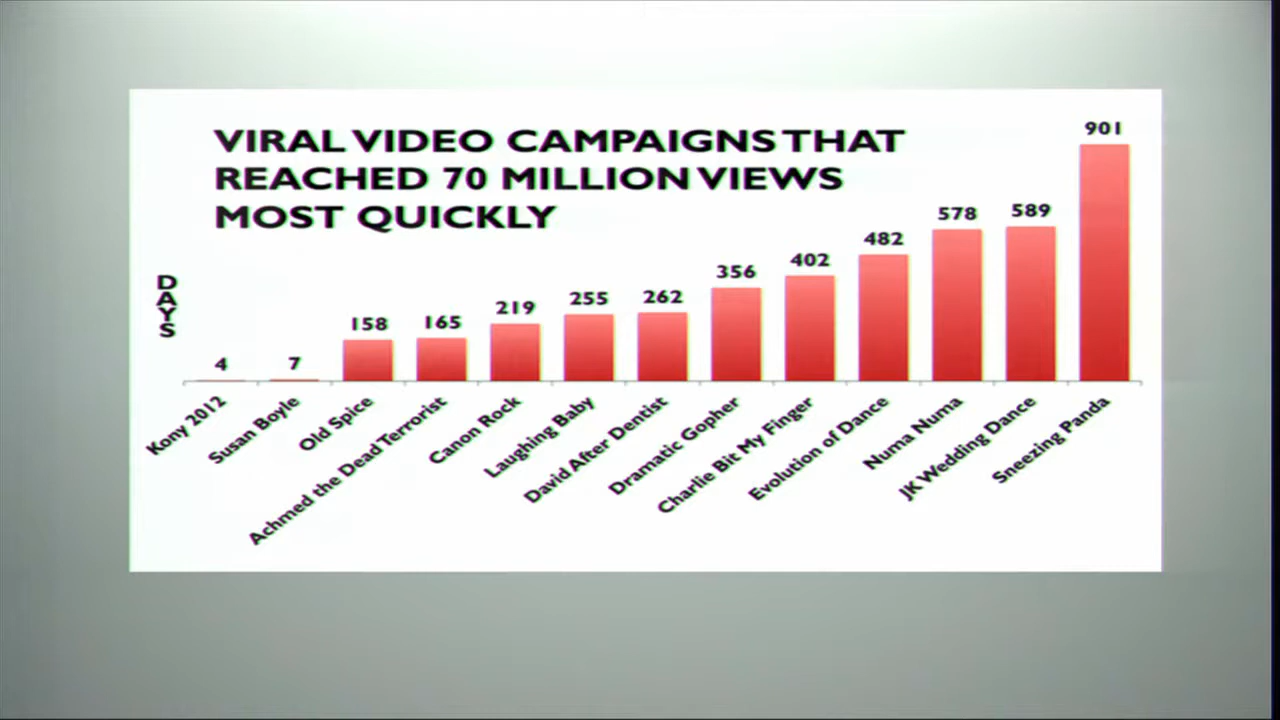 VIRAL VIDEO CAMPAIGNS THAT
REACHED 70 MILLION VIEWS
MOST QUICKLY
DAYS
4
7
158
165
219
255
262
356
402
482
578
589
901
Kony 2012
Susan Boyle
Old Spice
Achmed the Dead Terrorist
Canon Rock
Laughing Baby
David After Dentist
Dramatic Gopher
Charlie Bit My Finger
Evolution of Dance
Numa Numa
JK Wedding Dance
Sneezing Panda